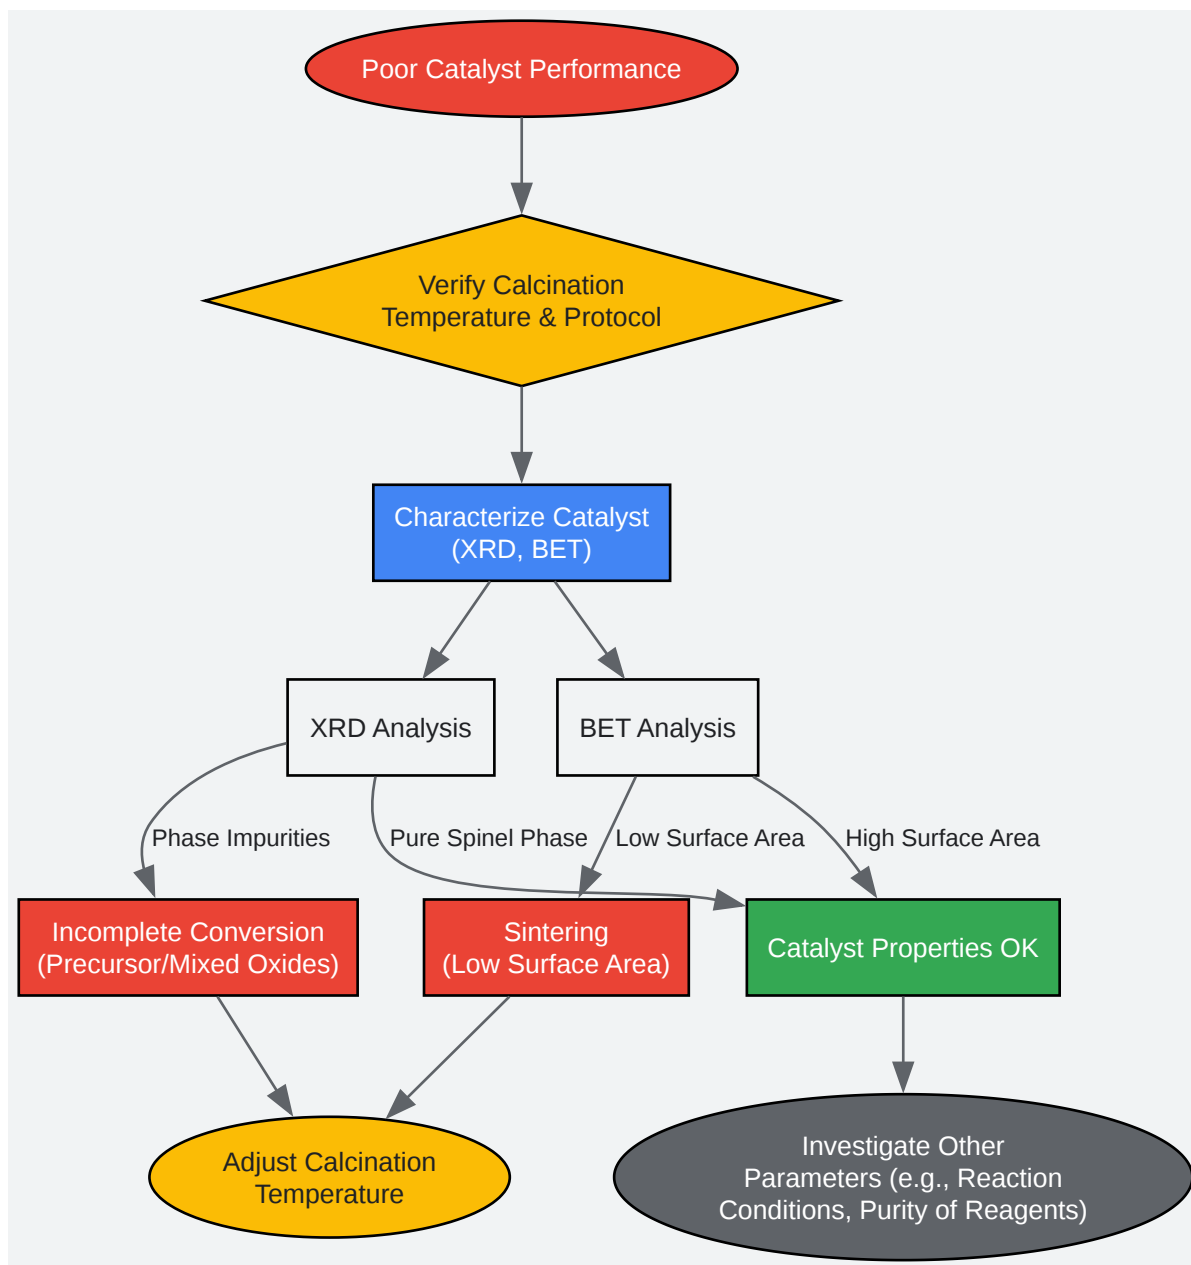 Poor Catalyst Performance
Verify Calcination
Temperature & Protocol
Characterize Catalyst
(XRD, BET)
XRD Analysis
BET Analysis
Phase Impurities
Pure Spinel Phase
Low Surface Area
High Surface Area
Incomplete Conversion
(Precursor/Mixed Oxides)
Sintering
(Low Surface Area)
Catalyst Properties OK
Adjust Calcination
Temperature
Investigate Other
Parameters (e.g., Reaction
Conditions, Purity of Reagents)